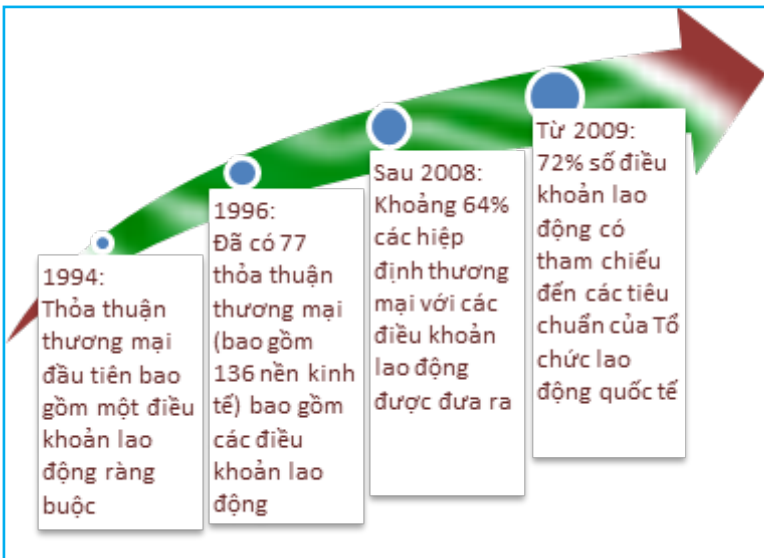 1994:
Thỏa thuận
thương mại
đầu tiên bao
gồm một điều
khoản lao
động ràng
buộc
1996:
Đã có 77
thỏa thuận
thương mại
(bao gồm
136 nền kinh
tế) bao gồm
các điều
khoản lao
động
Sau 2008:
Khoảng 64%
các hiệp
định thương
mại với các
điều khoản
lao động
được đưa ra
Từ 2009:
72% số điều
khoản lao
động có
tham chiếu
đến các tiêu
chuẩn của Tổ
chức lao
động quốc tế